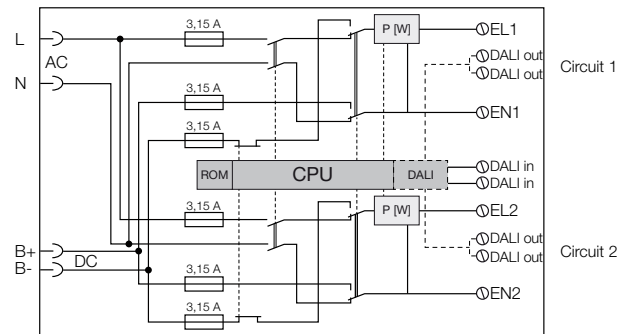 L
AC
N
3,15 A
3,15 A
3,15 A
P [W]
EL1
DALI out
DALI out
Circuit 1
EN1
ROM
CPU
DALI
DALI in
DALI in
B+
DC
B-
3,15 A
3,15 A
3,15 A
P [W]
EL2
DALI out
DALI out
Circuit 2
EN2